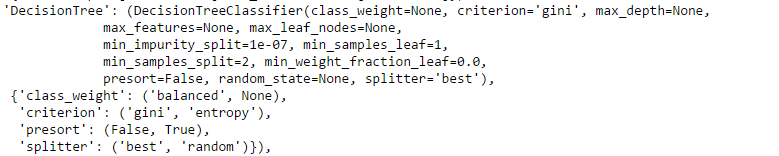 'DecisionTree': (DecisionTreeClassifier(class_weight=None, criterion='gini', max_depth=None,
            max_features=None, max_leaf_nodes=None,
            min_impurity_split=1e-07, min_samples_leaf=1,
            min_samples_split=2, min_weight_fraction_leaf=0.0,
            presort=False, random_state=None, splitter='best'),
 {'class_weight': ('balanced', None),
  'criterion': ('gini', 'entropy'),
  'presort': (False, True),
  'splitter': ('best', 'random')}),